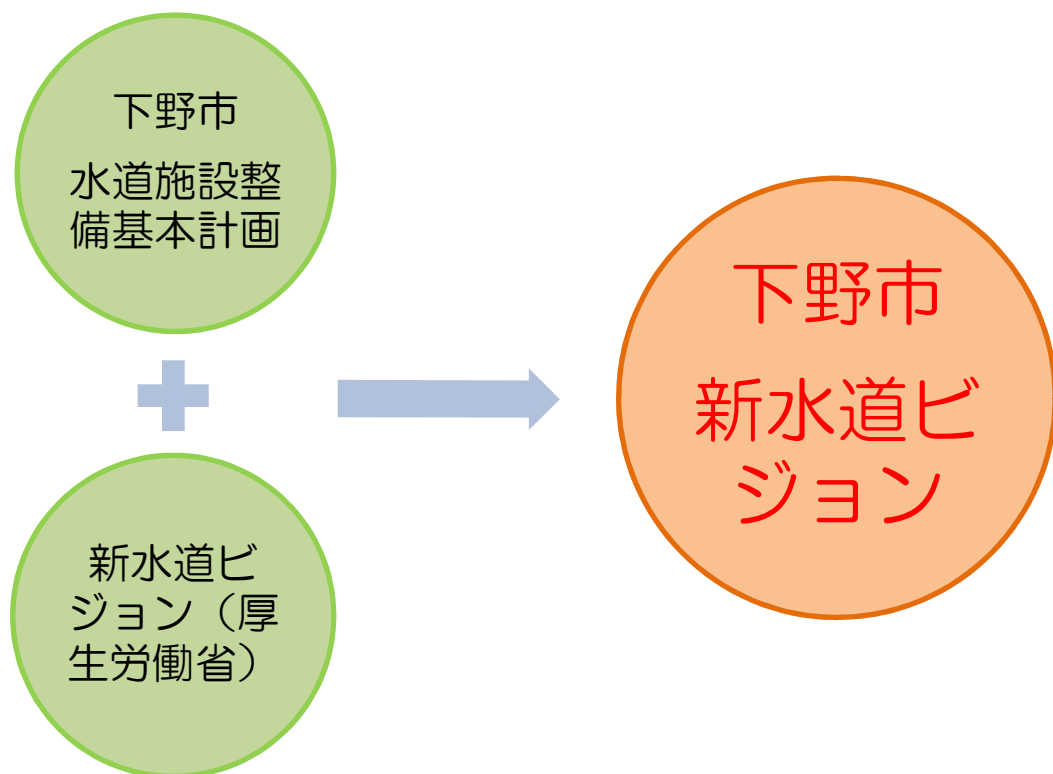 下野市
水道施設整
備基本計画
新水道ビ
ジョン（厚
生労働省）
下野市
新水道ビ
ジョン